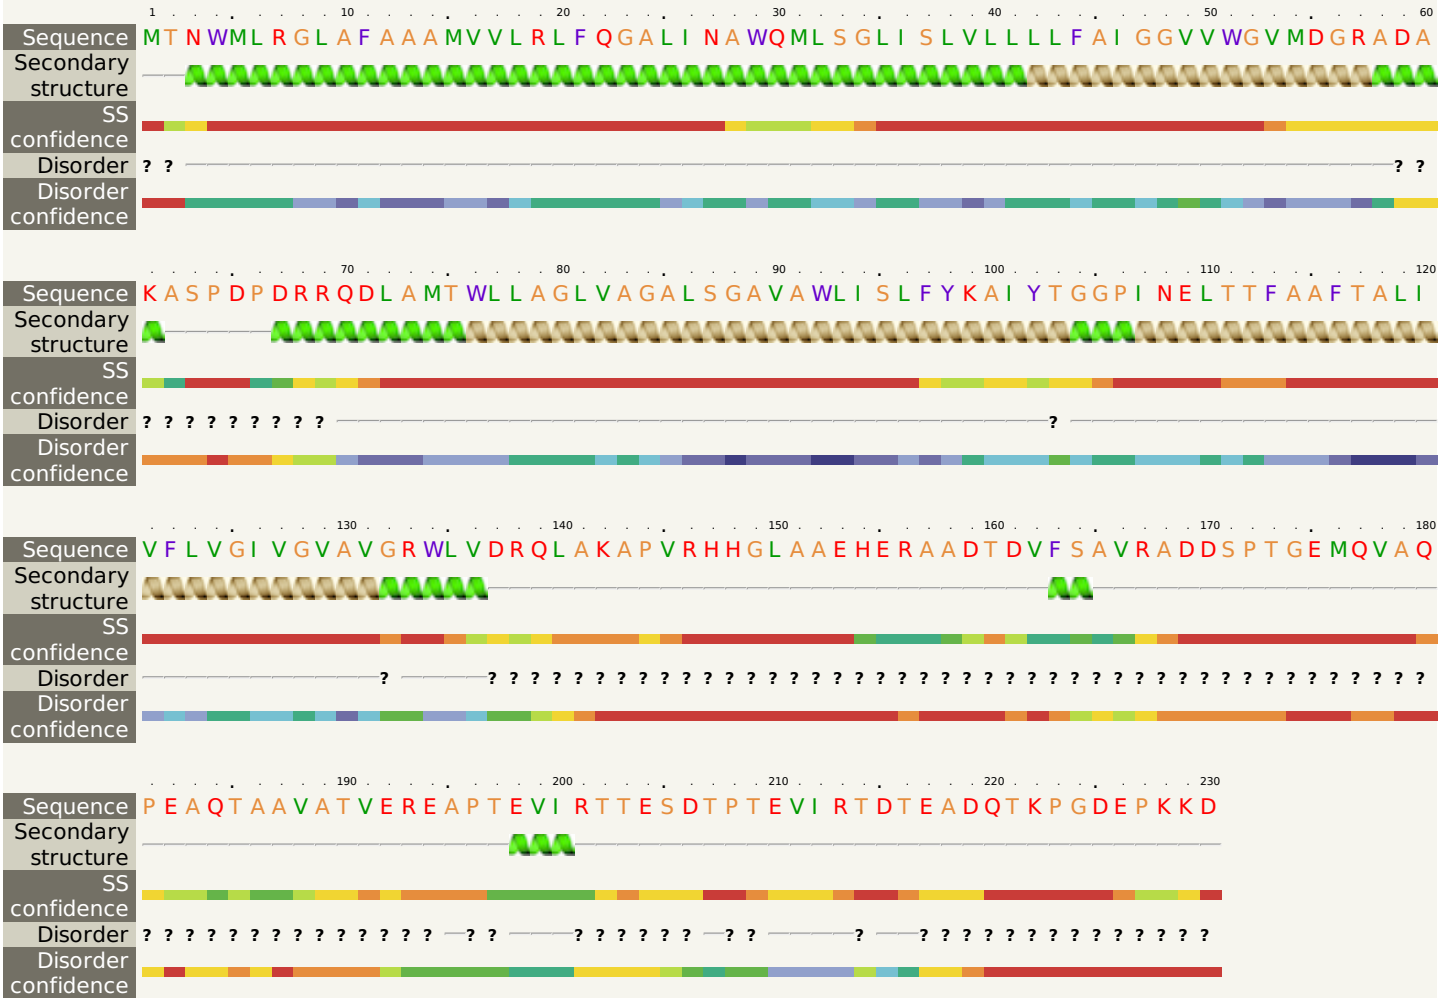 1 10 20 30 40 50 60
Sequence MTNWMLRGLAFAAAMVVLRLFQGALINAWQMLSGLISLVLLLLFAIGGVVWGVMDGRADA
Secondary
structure
SS
confidence
Disorder ? ? ? ?
Disorder
confidence
70 80 90 100 110 120
Sequence KASPDPDRRQDLAMTWLLAGLVAGALSGAVAWLISLFYKAIYTGGPINELTTFAAFTALI
Secondary
structure
SS
confidence
Disorder ? ? ? ? ? ? ? ? ? ?
Disorder
confidence
130 140 150 160 170 180
Sequence VFLVGIVGVAVGRWLVDRQLAKAPVRHHGLAAEHERAADTDVFSAVRADDSPTGEMQVAQ
Secondary
structure
SS
confidence
Disorder ? ? ? ? ? ? ? ? ? ? ? ? ? ? ? ? ? ? ? ? ? ? ? ? ? ? ? ? ? ? ? ? ? ? ? ? ? ? ? ? ? ? ? ? ?
Disorder
confidence
190 200 210 220 230
Sequence PEAQTAAVATVEREAPTEVIRTTESDTPTEVIRTDTEADQTKPGDEPKKD
Secondary
structure
SS
confidence
Disorder ? ? ? ? ? ? ? ? ? ? ? ? ? ? ? ? ? ? ? ? ? ? ? ? ? ? ? ? ? ? ? ? ? ? ? ? ? ? ?
Disorder
confidence